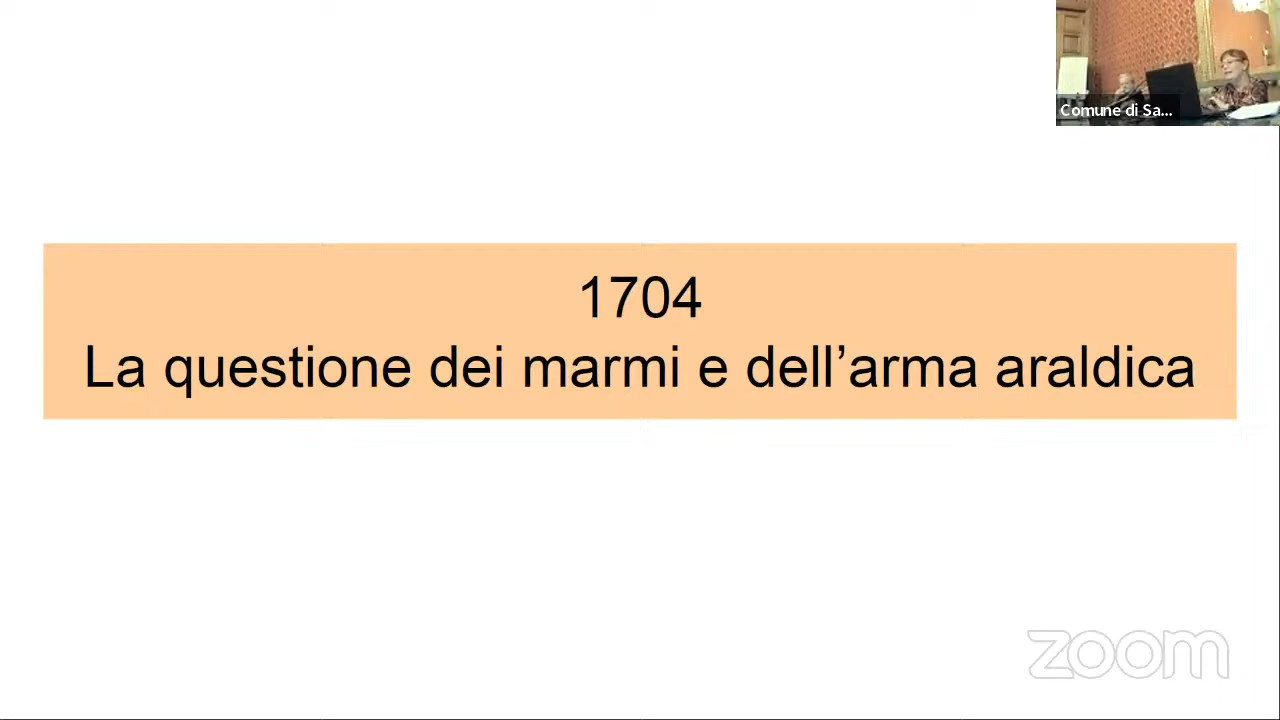 Comune di Sa...
1704
La questione dei marmi e dell’arma araldica
zoom